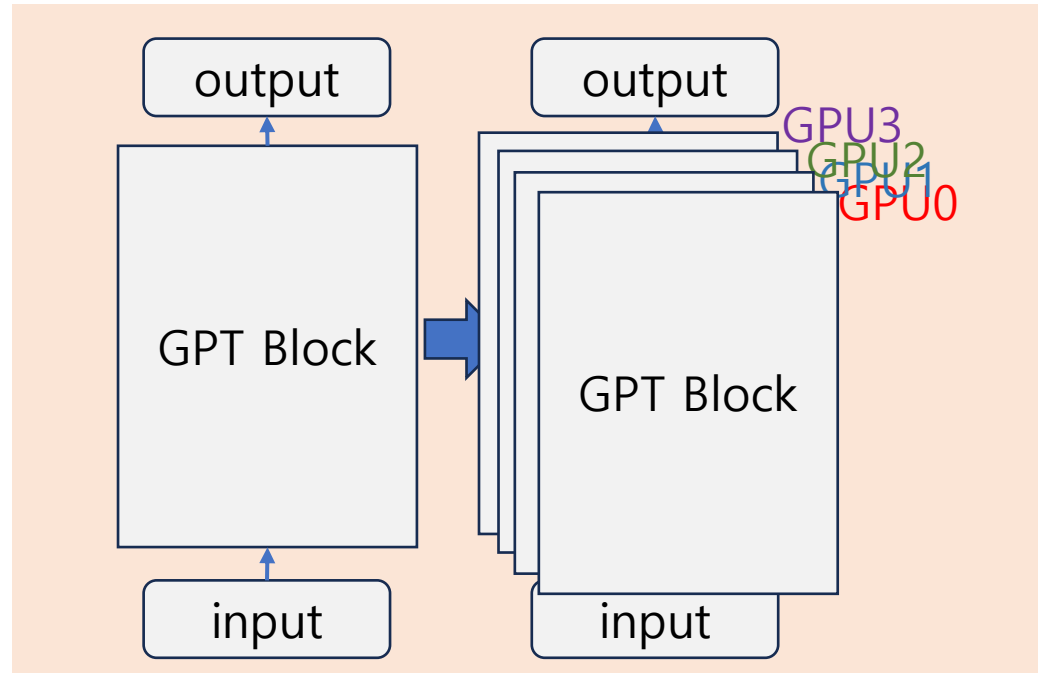 output
GPT Block
input
output
GPU3
GPU2
GPU1
GPU0
GPT Block
input